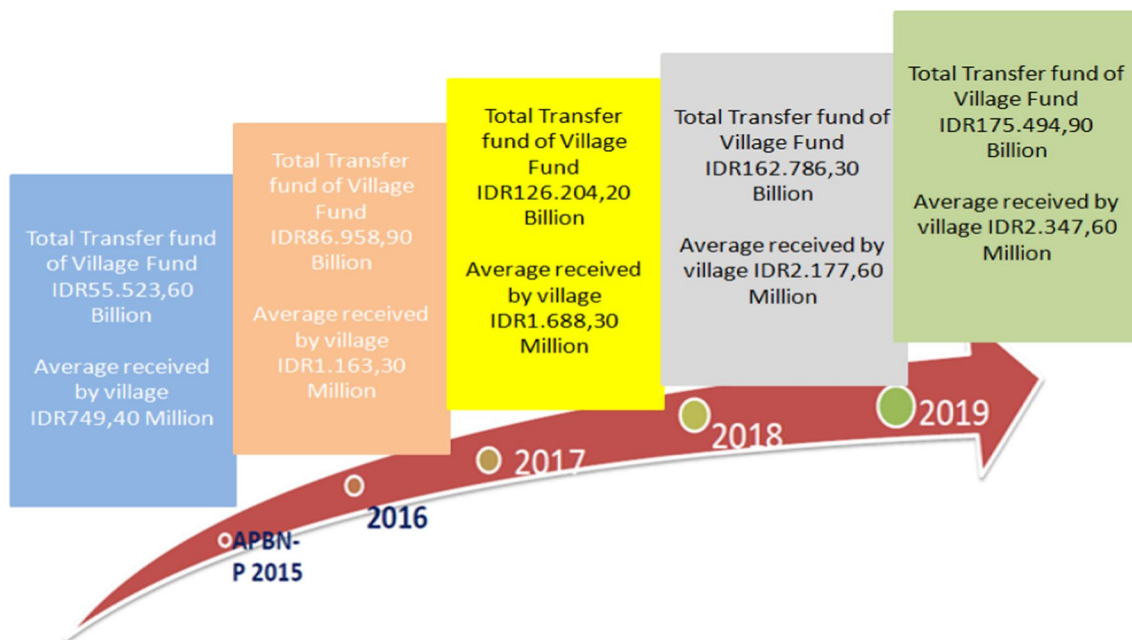 Total Transfer fund
of Village Fund
IDR55.523,60
Billion
Average received
by village
IDR749,40 Million
Total Transfer
fund of Village
Fund
IDR86.958,90
Billion
Average received
by village
IDR1.163,30
Million
Total Transfer
fund of Village
Fund
IDR126.204,20
Billion
Average received
by village
IDR1.688,30
Million
Total Transfer fund of
Village Fund
IDR162.786,30
Billion
Average received by
village IDR2.177,60
Million
Total Transfer fund of
Village Fund
IDR175.494,90
Billion
Average received by
village IDR2.347,60
Million
APBN-
P 2015
2016
2017
2018
2019